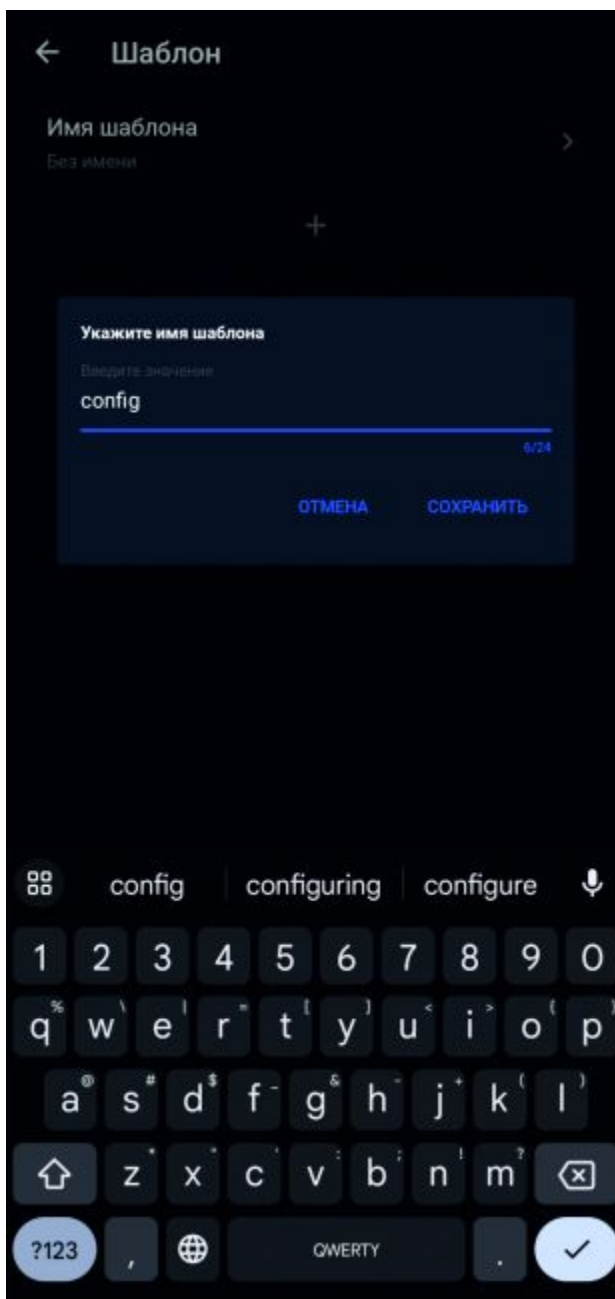 Шаблон
Имя шаблона
Без имени
+
Укажите имя шаблона
Введите значение
config
6/24
ОТМЕНА СОХРАНИТЬ
config configuring configure
1 2 3 4 5 6 7 8 9 0
q w e r t y u i o p
a s d f g h j k l
z x c v b n m
?123 , QWERTY .